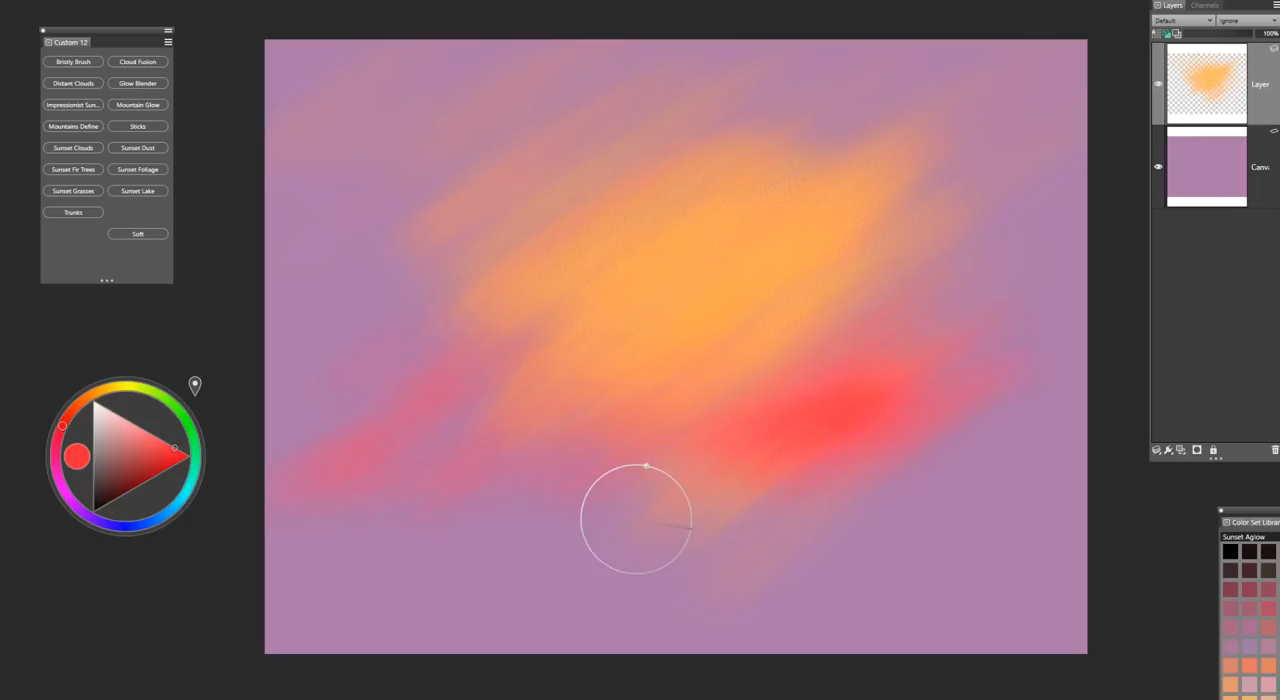 Custom 12
Bristly Brush Cloud Fusion
Distant Clouds Glow Blender
Impressionist Sun... Mountain Glow
Mountains Define Sticks
Sunset Clouds Sunset Dust
Sunset Fir Trees Sunset Foliage
Sunset Grasses Sunset Lake
Trunks
Soft
Layers Channels
Default Ignore
100%
Layer
Canv
Color Set Librar
Sunset Aglow